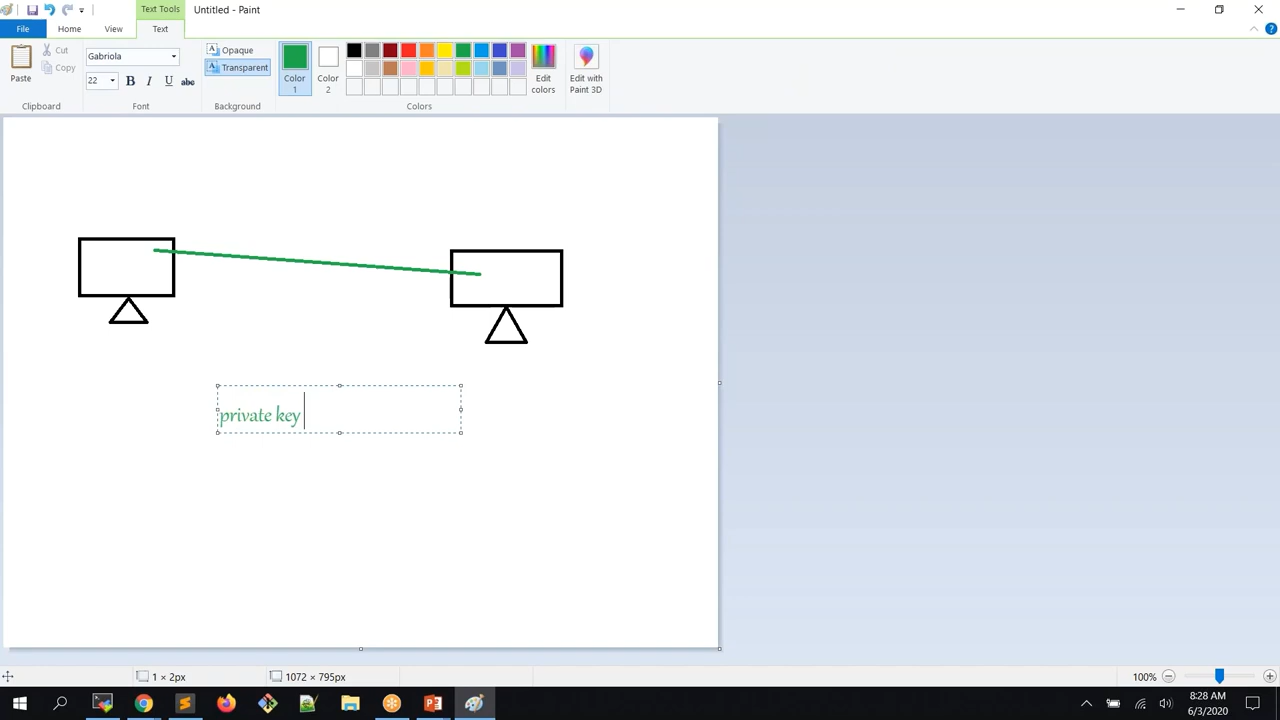 Text Tools
Untitled - Paint
File
Home
View
Text
Paste
Cut
Copy
Clipboard
Gabriola
22
B I U abc
Font
Opaque
Transparent
Background
Color 1
Color 2
Edit colors
Colors
Edit with Paint 3D
private key
1 × 2px
1072 × 795px
100%
8:28 AM
6/3/2020